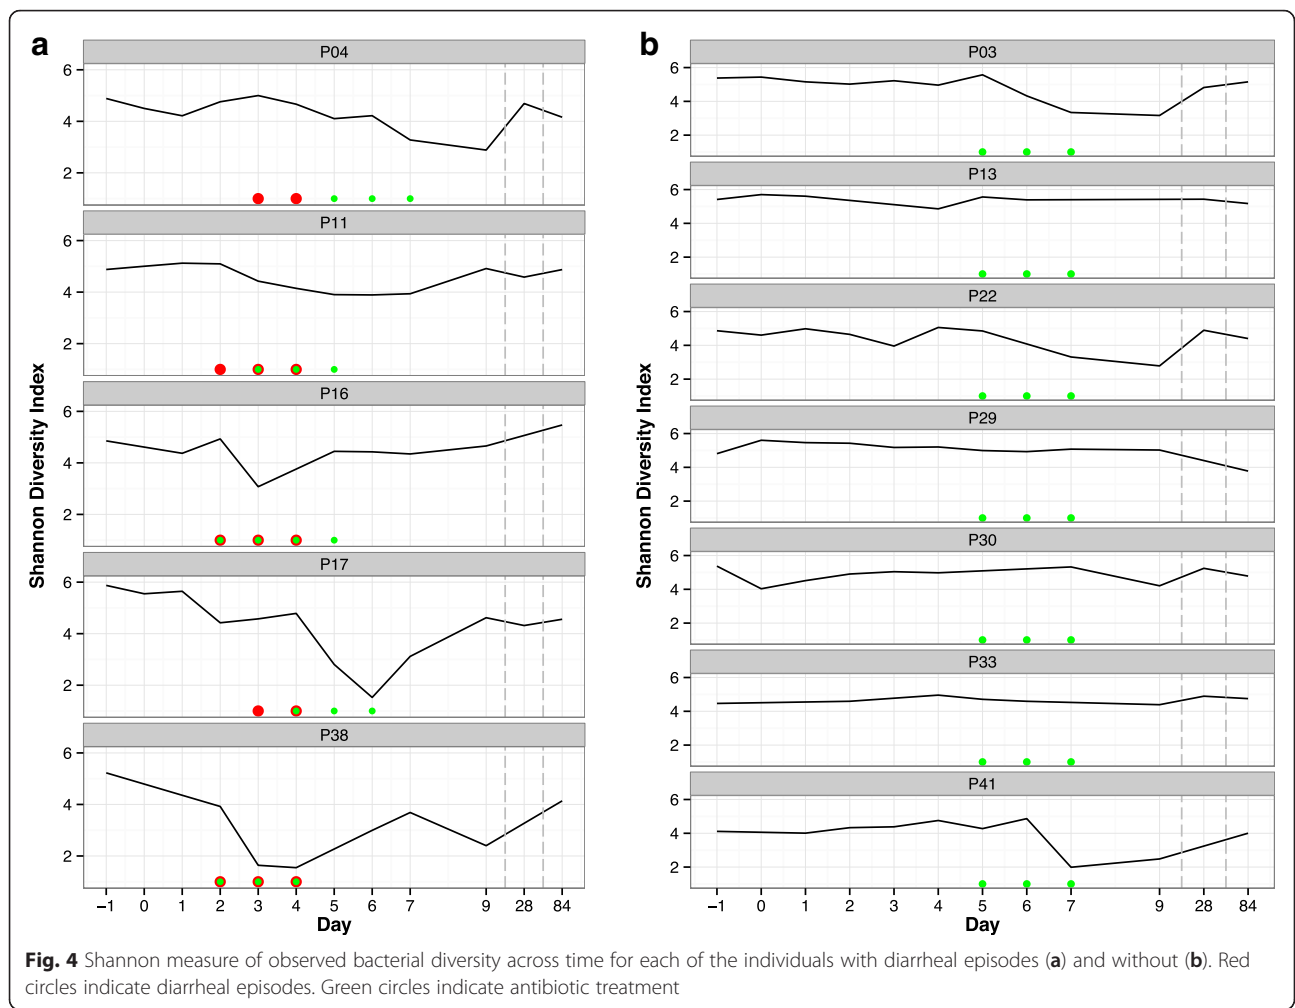 a
b
Shannon Diversity Index
P04
6
4
2
P11
6
4
2
P16
6
4
2
P17
6
4
2
P38
6
4
2
−1 0 1 2 3 4 5 6 7 9 28 84
Day
Shannon Diversity Index
P03
6
4
2
P13
6
4
2
P22
6
4
2
P29
6
4
2
P30
6
4
2
P33
6
4
2
P41
6
4
2
−1 0 1 2 3 4 5 6 7 9 28 84
Day
Fig. 4 Shannon measure of observed bacterial diversity across time for each of the individuals with diarrheal episodes (a) and without (b). Red
circles indicate diarrheal episodes. Green circles indicate antibiotic treatment